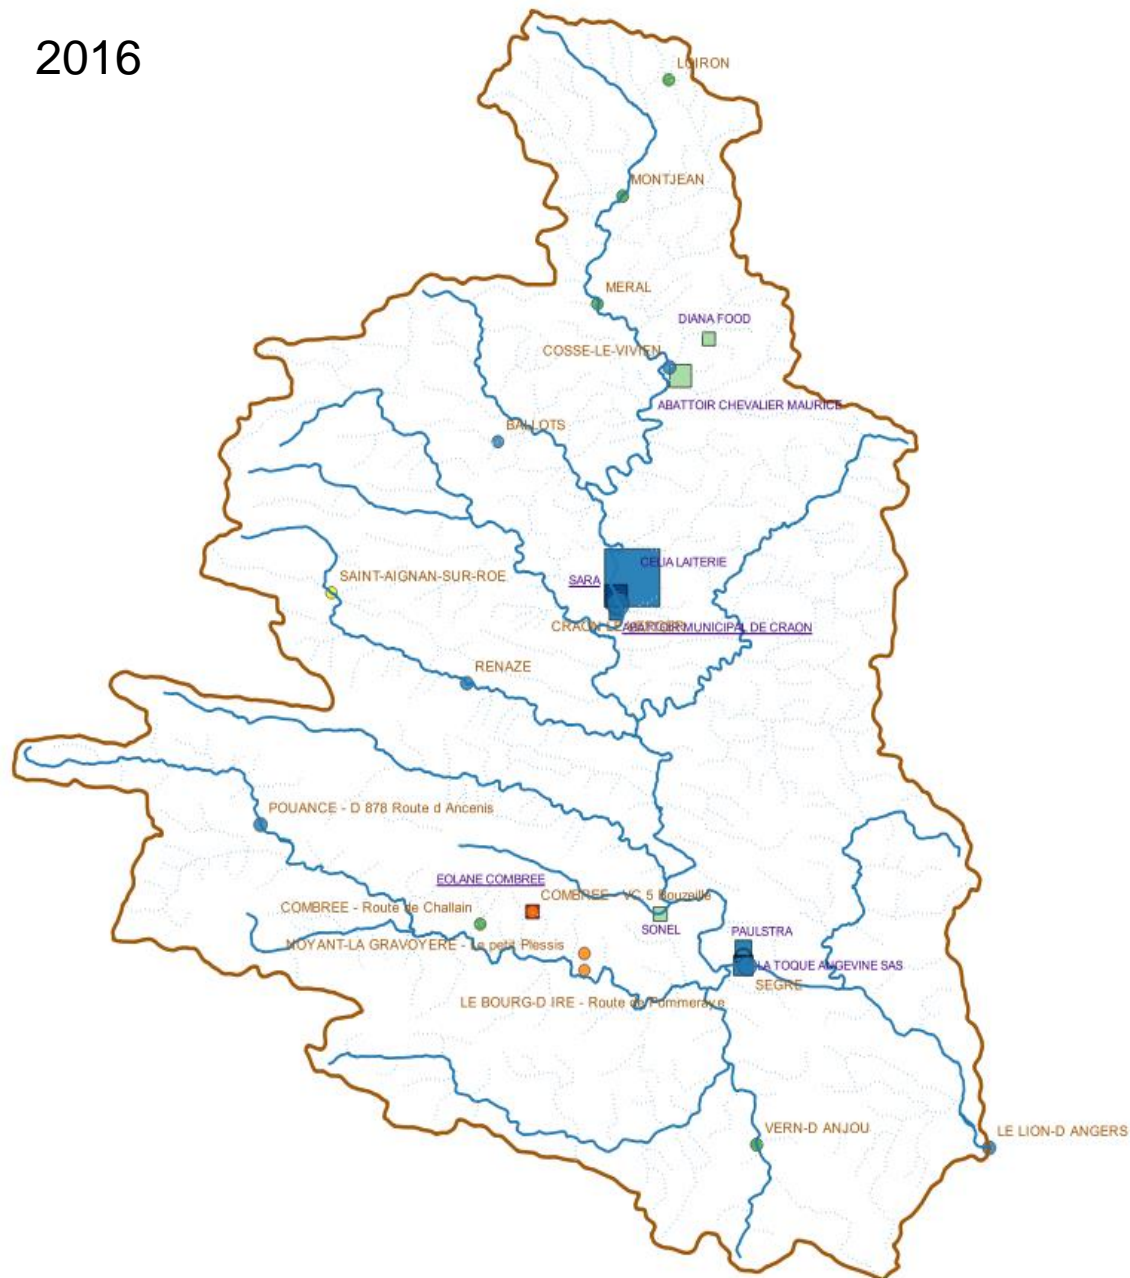 2016
LOIRON
MONTJEAN
MERAL
DIANA FOOD
COSSE-LE-VIVIEN
ABATTOIR CHEVALIER MAURICE
BALLOTS
CELIA LAITERIE
SARA
SAINT-AIGNAN-SUR-ROE
CRAON
ABATTOIR MUNICIPAL DE CRAON
RENAZE
POUANCE - D 878 Route d Ancenis
EOLANE COMBREE
COMBREE - VC 5 Bouzeille
COMBREE - Route de Challain
SONEL
PAULSTRA
NOYANT-LA GRAVOYERE - Le petit Plessis
LA TOQUE ANGEVINE SAS
SEGRE
LE BOURG-D IRE - Route de Pommeraye
VERN-D ANJOU
LE LION-D ANGERS